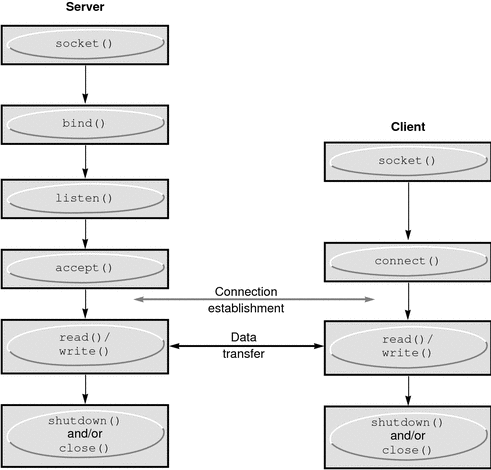 Server
socket()
bind()
listen()
accept()
read()/
write()
shutdown()
and/or
close()
Connection
establishment
Data
transfer
Client
socket()
connect()
read()/
write()
shutdown()
and/or
close()